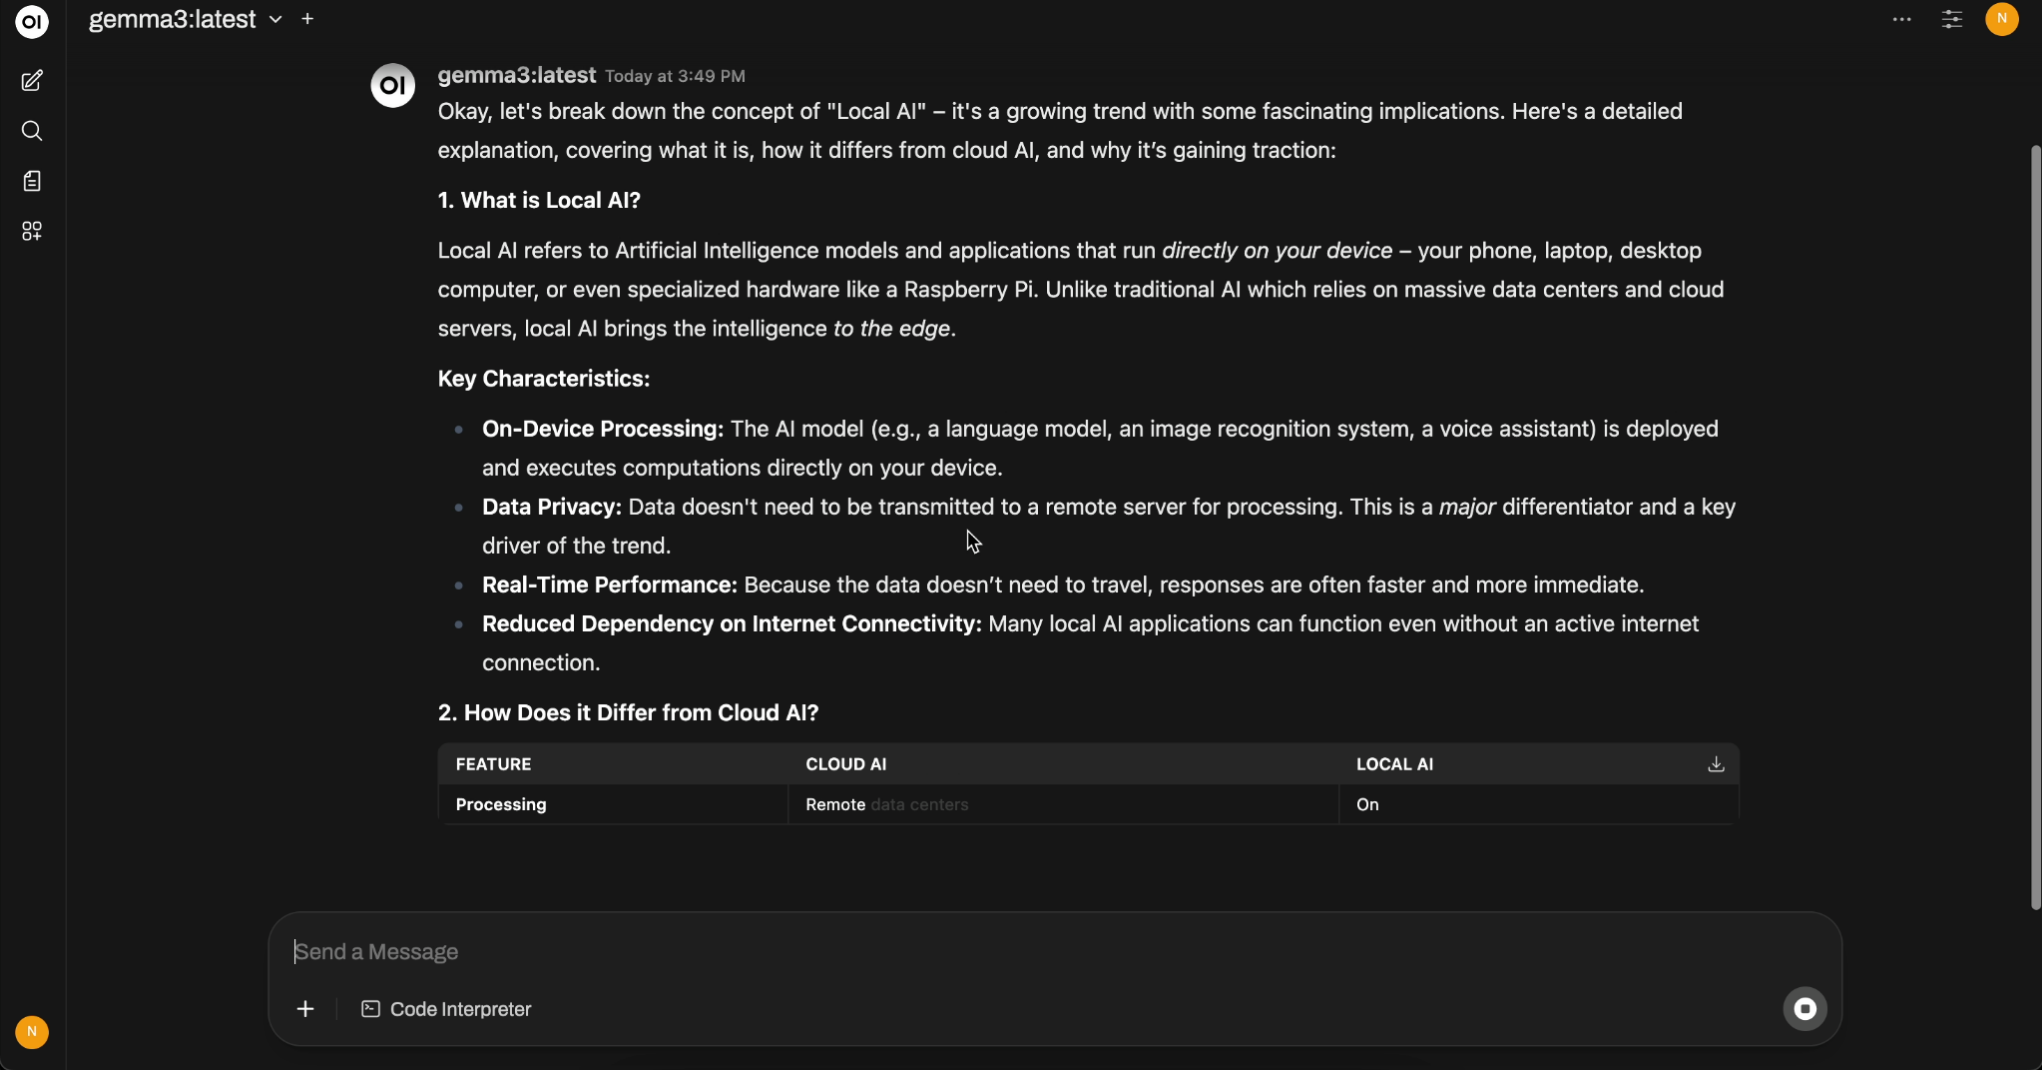 OI
gemma3:latest
N
OI
gemma3:latest Today at 3:49 PM
Okay, let's break down the concept of "Local AI" – it's a growing trend with some fascinating implications. Here's a detailed
explanation, covering what it is, how it differs from cloud AI, and why it’s gaining traction:
1. What is Local AI?
Local AI refers to Artificial Intelligence models and applications that run directly on your device – your phone, laptop, desktop
computer, or even specialized hardware like a Raspberry Pi. Unlike traditional AI which relies on massive data centers and cloud
servers, local AI brings the intelligence to the edge.
Key Characteristics:
• On-Device Processing: The AI model (e.g., a language model, an image recognition system, a voice assistant) is deployed
and executes computations directly on your device.
• Data Privacy: Data doesn't need to be transmitted to a remote server for processing. This is a major differentiator and a key
driver of the trend.
• Real-Time Performance: Because the data doesn’t need to travel, responses are often faster and more immediate.
• Reduced Dependency on Internet Connectivity: Many local AI applications can function even without an active internet
connection.
2. How Does it Differ from Cloud AI?
FEATURE CLOUD AI LOCAL AI
Processing Remote data centers On
Send a Message
Code Interpreter
N